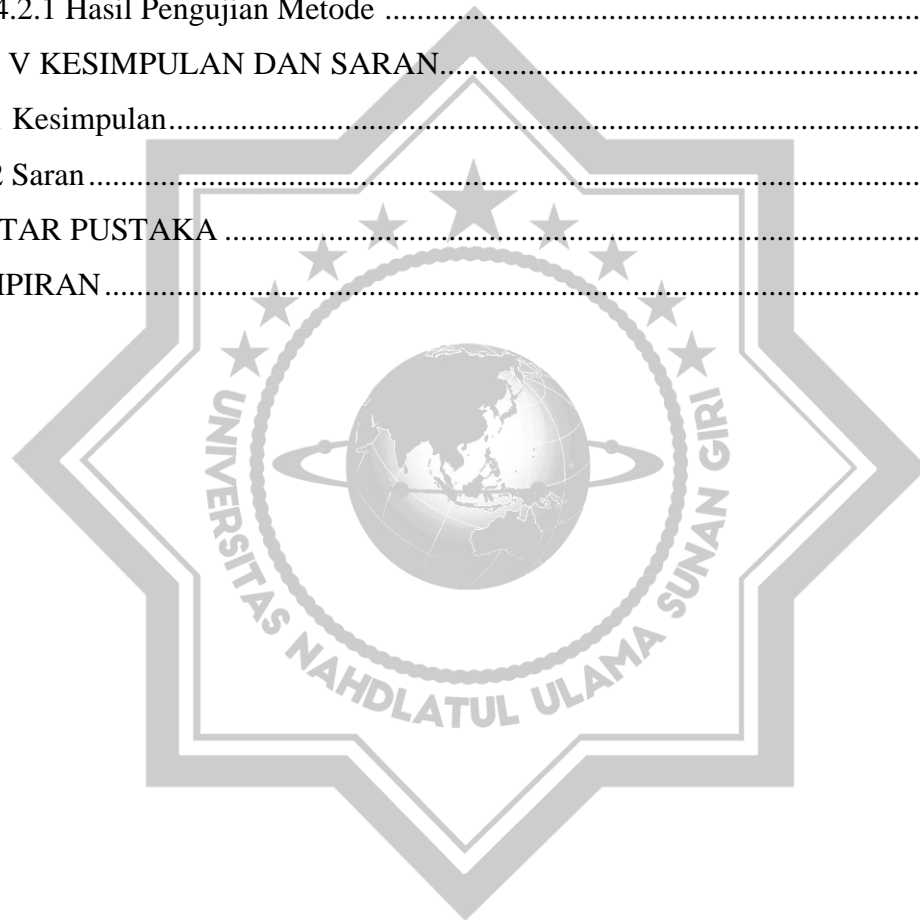 4.2.1 Hasil Pengujian Metode ................................................................
V KESIMPULAN DAN SARAN................................................................
Kesimpulan................................................................
2 Saran................................................................
TAR PUSTAKA ................................................................
IPIRAN................................................................
UNIVERSITAS NAHDLATUL ULAMA SUNAN GIRI